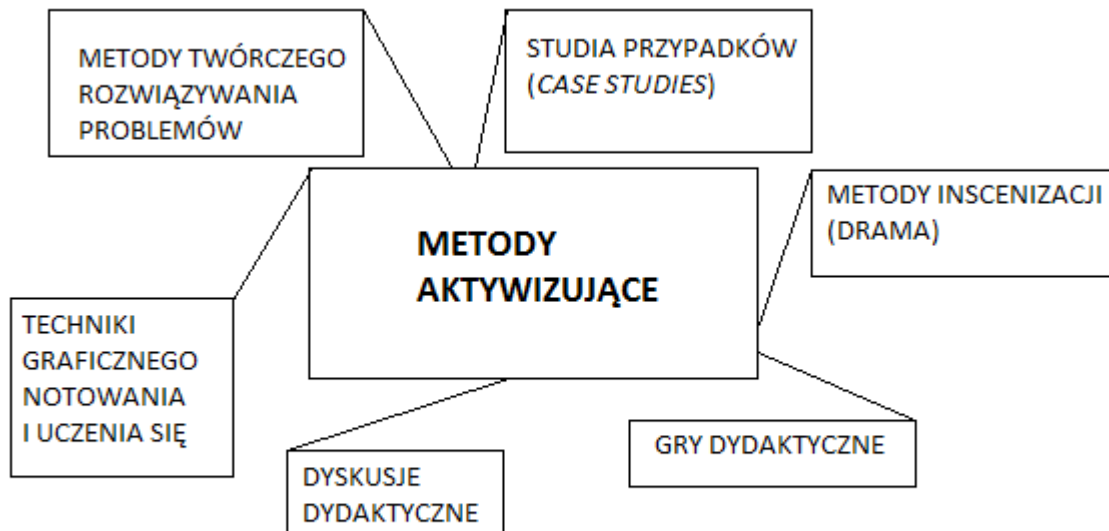 METODY TWÓRCZEGO
ROZWIĄZYWANIA
PROBLEMÓW
STUDIA PRZYPADKÓW
(CASE STUDIES)
METODY INSCENIZACJI
(DRAMA)
METODY
AKTYWIZUJĄCE
TECHNIKI
GRAFICZNEGO
NOTOWANIA
I UCZENIA SIĘ
GRY DYDAKTYCZNE
DYSKUSJE
DYDAKTYCZNE